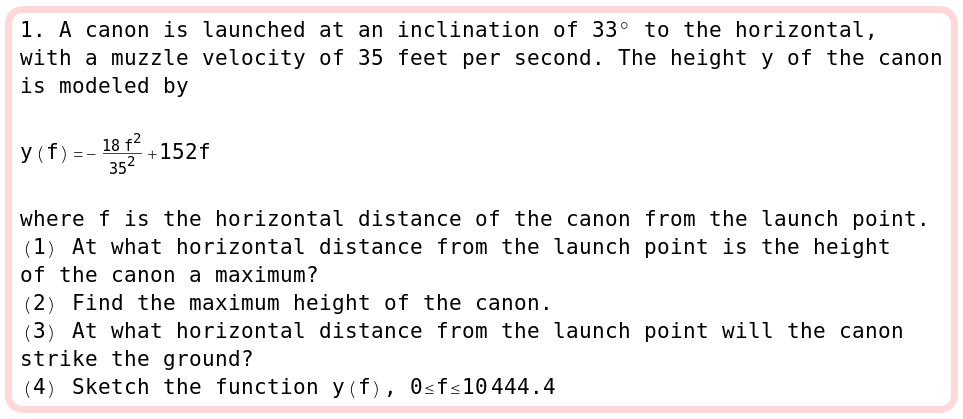 1. A canon is launched at an inclination of 33° to the horizontal,
with a muzzle velocity of 35 feet per second. The height y of the canon
is modeled by
y(f)=-\frac{18 f^2}{35^2}+152f
where f is the horizontal distance of the canon from the launch point.
(1) At what horizontal distance from the launch point is the height
of the canon a maximum?
(2) Find the maximum height of the canon.
(3) At what horizontal distance from the launch point will the canon
strike the ground?
(4) Sketch the function y(f), 0≤f≤10444.4